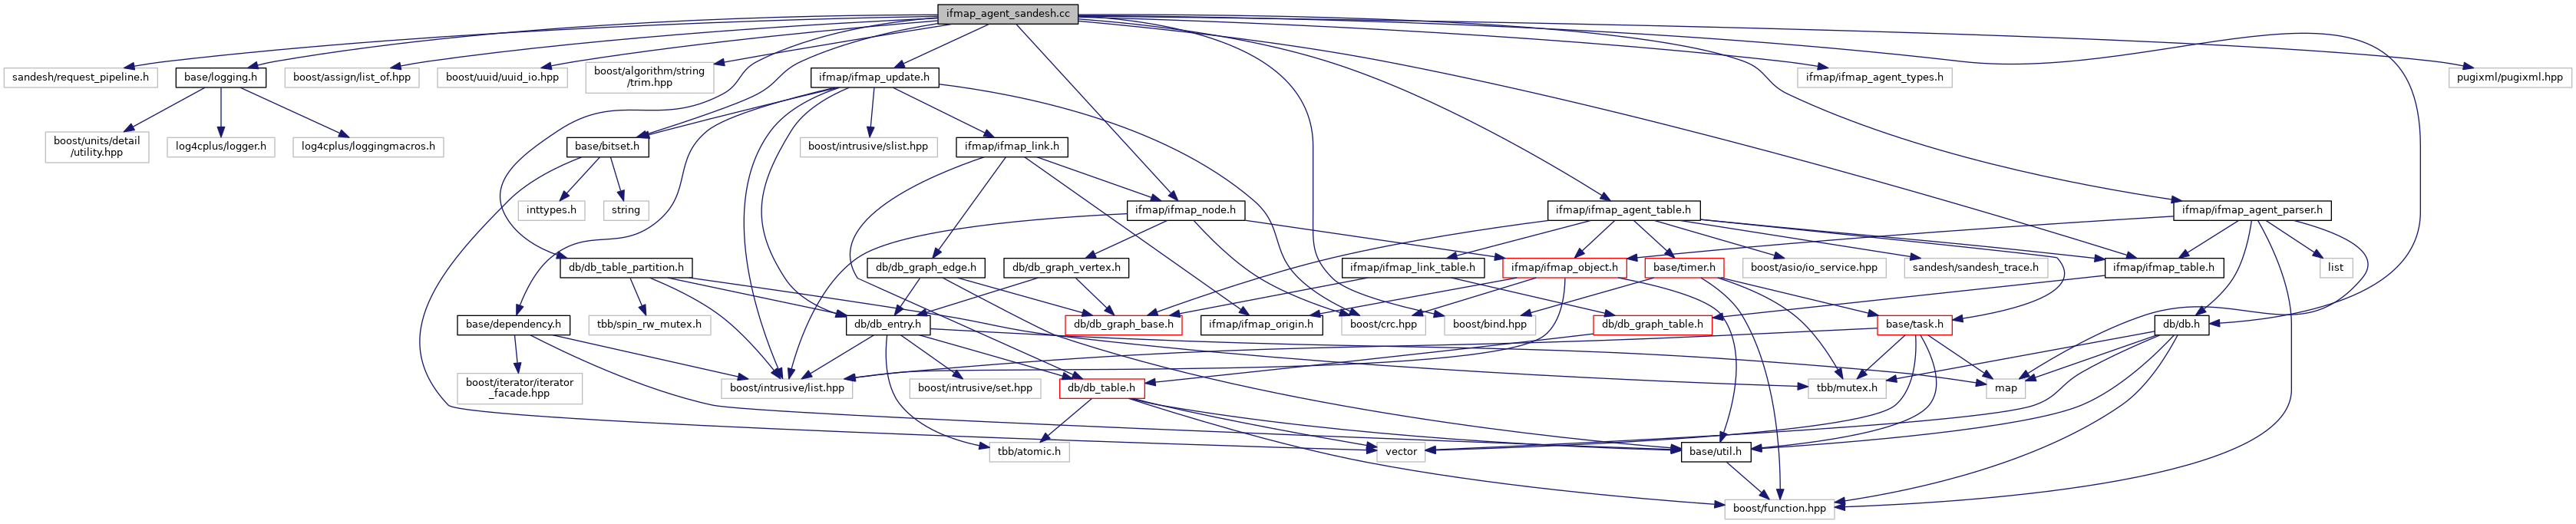 ifmap_agent_sandesh.cc
sandesh/request_pipeline.h
base/logging.h
boost/assign/list_of.hpp
boost/uuid/uuid_io.hpp
boost/algorithm/string
/trim.hpp
ifmap/ifmap_update.h
ifmap/ifmap_agent_types.h
pugixml/pugixml.hpp
boost/units/detail
/utility.hpp
log4cplus/logger.h
log4cplus/loggingmacros.h
base/bitset.h
boost/intrusive/slist.hpp
ifmap/ifmap_link.h
inttypes.h
string
ifmap/ifmap_node.h
ifmap/ifmap_agent_table.h
ifmap/ifmap_agent_parser.h
db/db_table_partition.h
db/db_graph_edge.h
db/db_graph_vertex.h
ifmap/ifmap_link_table.h
ifmap/ifmap_object.h
base/timer.h
boost/asio/io_service.hpp
sandesh/sandesh_trace.h
ifmap/ifmap_table.h
list
base/dependency.h
tbb/spin_rw_mutex.h
db/db_entry.h
db/db_graph_base.h
ifmap/ifmap_origin.h
boost/crc.hpp
boost/bind.hpp
db/db_graph_table.h
base/task.h
db/db.h
boost/iterator/iterator
_facade.hpp
boost/intrusive/list.hpp
boost/intrusive/set.hpp
db/db_table.h
tbb/mutex.h
map
tbb/atomic.h
vector
base/util.h
boost/function.hpp